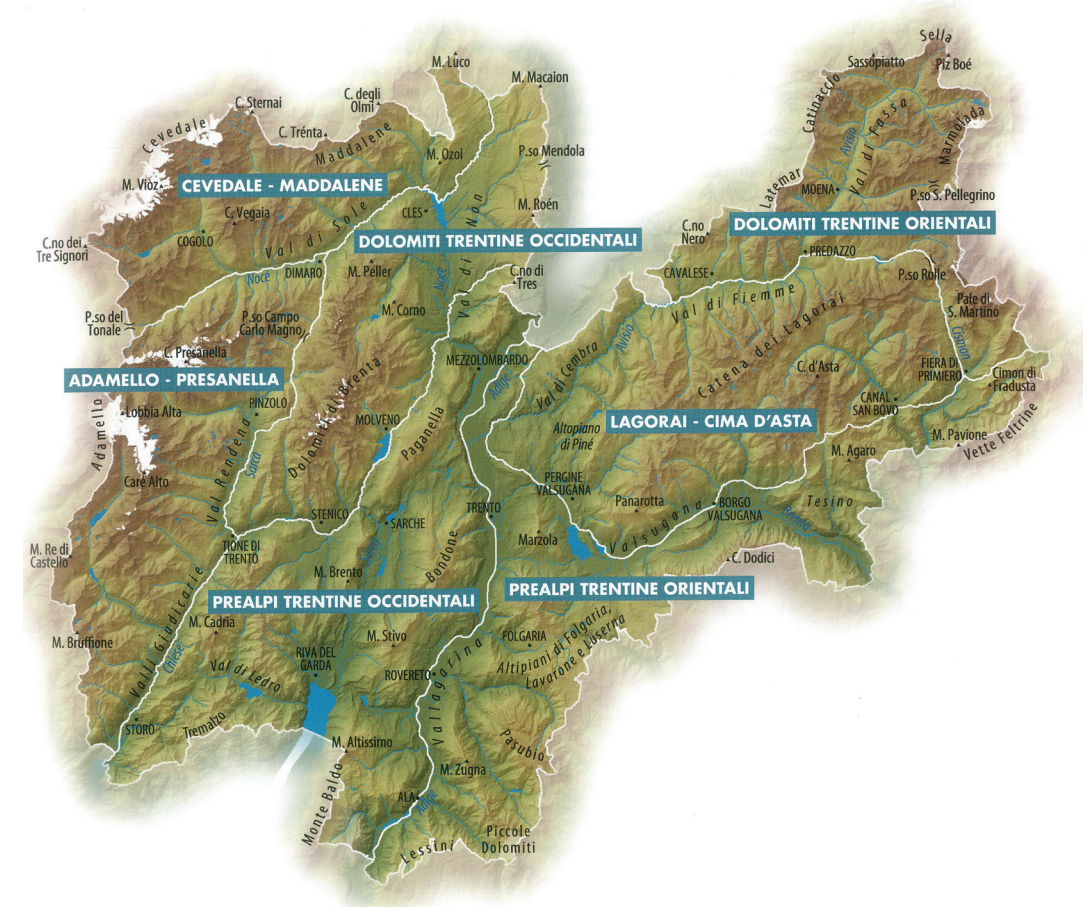 Sella
M. Luco
Sassopiatto
Piz Boé
M. Macaion
C. degli
Olmi
C. Sternai
Catinaccio
Val di Fassa
Avisio
Marmolada
Cevedale
C. Trénta
Maddalene
M. Ozol
P.so Mendola
M. Vióz
CEVEDALE - MADDALENE
Latemar
MOENA
P.so S. Pellegrino
C. Vegaia
CLES
M. Roén
Val di Non
C.no
Nero
DOLOMITI TRENTINE ORIENTALI
C.no dei
Tre Signori
COGOLO
Val di Sole
DOLOMITI TRENTINE OCCIDENTALI
PREDAZZO
Noce
DIMARO
M. Peller
Noce
C.no di
Tres
CAVALESE
P.so Rolle
Val di Fiemme
P.so del
Tonale
P.so Campo
Carlo Magno
M. Corno
Pale di
S. Martino
Avisio
Catena dei Lagorai
Cismon
C. Presanella
MEZZOLOMBARDO
Val di Cembra
C. d'Asta
FIERA DI
PRIMIERO
Cimon di
Fradusta
ADAMELLO - PRESANELLA
Adige
Dolomiti di Brenta
PINZOLO
CANAL
SAN BOVO
Adamello
Lobbia Alta
MOLVENO
Paganella
Altopiano
di Piné
LAGORAI - CIMA D'ASTA
M. Pavione
Vette Feltrine
Val Rendena
Sarca
M. Agaro
Caré Alto
PERGINE
VALSUGANA
Panarotta
BORGO
VALSUGANA
Tesino
STENICO
SARCHE
TRENTO
Brenta
Valsugana
Marzola
TIONE DI
TRENTO
M. Re di
Castello
Sarca
Bondone
C. Dodici
M. Brento
PREALPI TRENTINE ORIENTALI
PREALPI TRENTINE OCCIDENTALI
Valli Giudicarie
M. Cadria
M. Bruffione
Chiese
M. Stivo
FOLGARIA
Altipiani di Folgaria,
Lavarone e Luserna
RIVA DEL
GARDA
ROVERETO
Vallagarina
Val di Ledro
STORO
Tremalzo
M. Altissimo
Pasubio
M. Zugna
Monte Baldo
ALA
Adige
Piccole
Dolomiti
Lessini